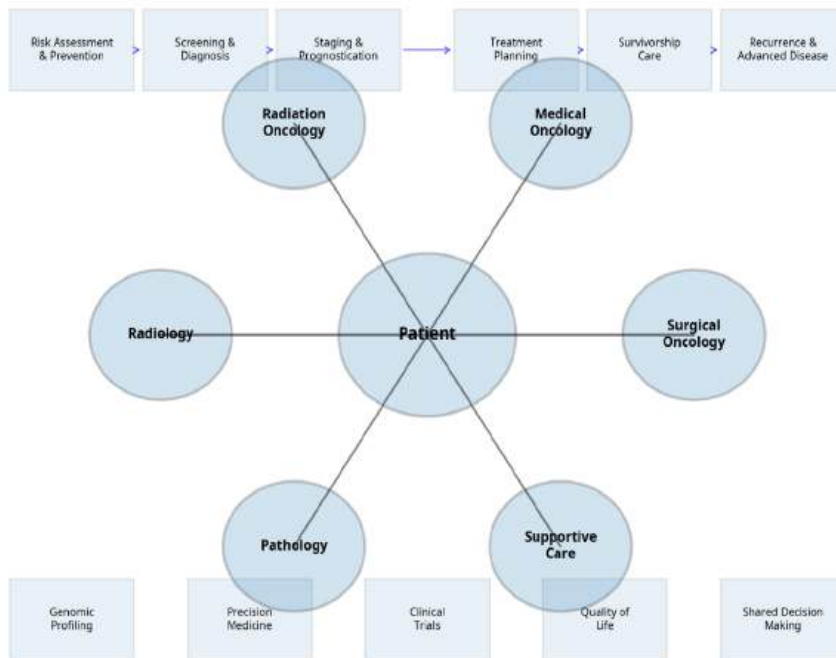 Risk Assessment
& Prevention
Screening &
Diagnosis
Staging &
Prognostication
Treatment
Planning
Survivorship
Care
Recurrence &
Advanced Disease
Radiation
Oncology
Medical
Oncology
Radiology
Patient
Surgical
Oncology
Pathology
Supportive
Care
Genomic
Profiling
Precision
Medicine
Clinical
Trials
Quality of
Life
Shared Decision
Making